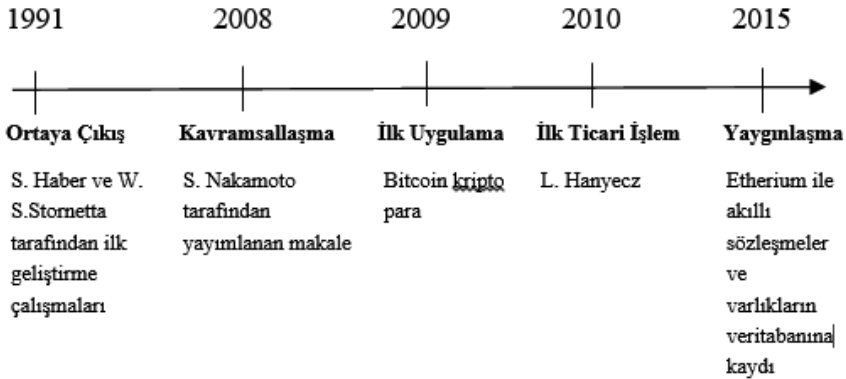 1991 2008 2009 2010 2015
Ortaya Çıkış Kavramsallaşma İlk Uygulama İlk Ticari İşlem Yaygınlaşma
S. Haber ve W.
S.Stornetta
tarafından ilk
geliştirme
çalışmaları
S. Nakamoto
tarafından
yayımlanan makale
Bitcoin kripto
para
L. Hanyecz
Etherium ile
akıllı
sözleşmeler
ve
varlıkların
veritabanına
kaydı